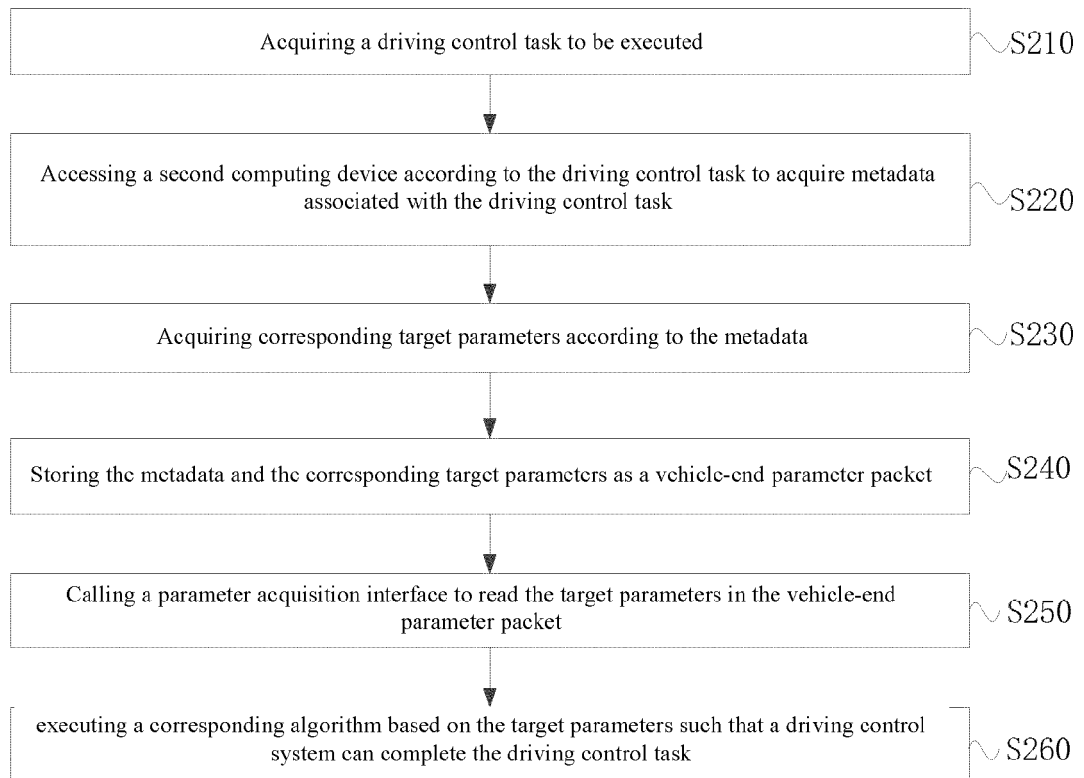 Acquiring a driving control task to be executed
S210
Accessing a second computing device according to the driving control task to acquire metadata
associated with the driving control task
S220
Acquiring corresponding target parameters according to the metadata
S230
Storing the metadata and the corresponding target parameters as a vehicle-end parameter packet
S240
Calling a parameter acquisition interface to read the target parameters in the vehicle-end
parameter packet
S250
executing a corresponding algorithm based on the target parameters such that a driving control
system can complete the driving control task
S260